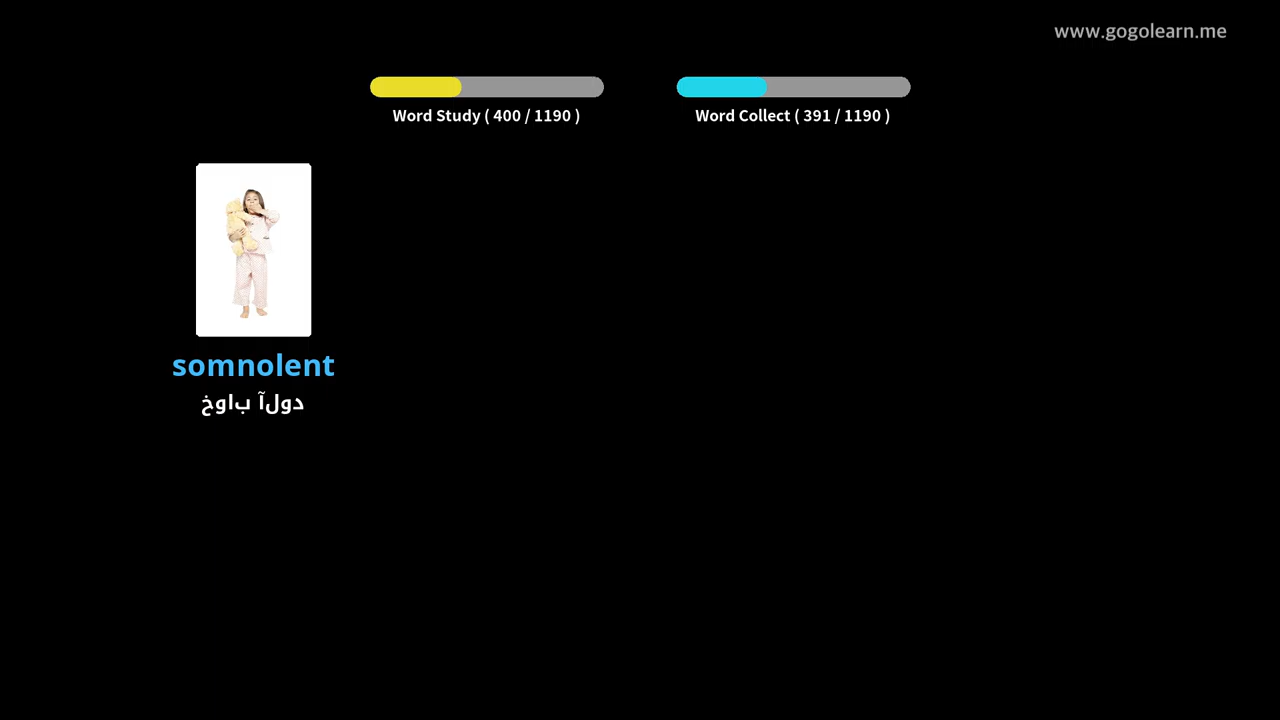 www.gogolearn.me
Word Study ( 400 / 1190 )
Word Collect ( 391 / 1190 )
somnolent
دولآ باوخ